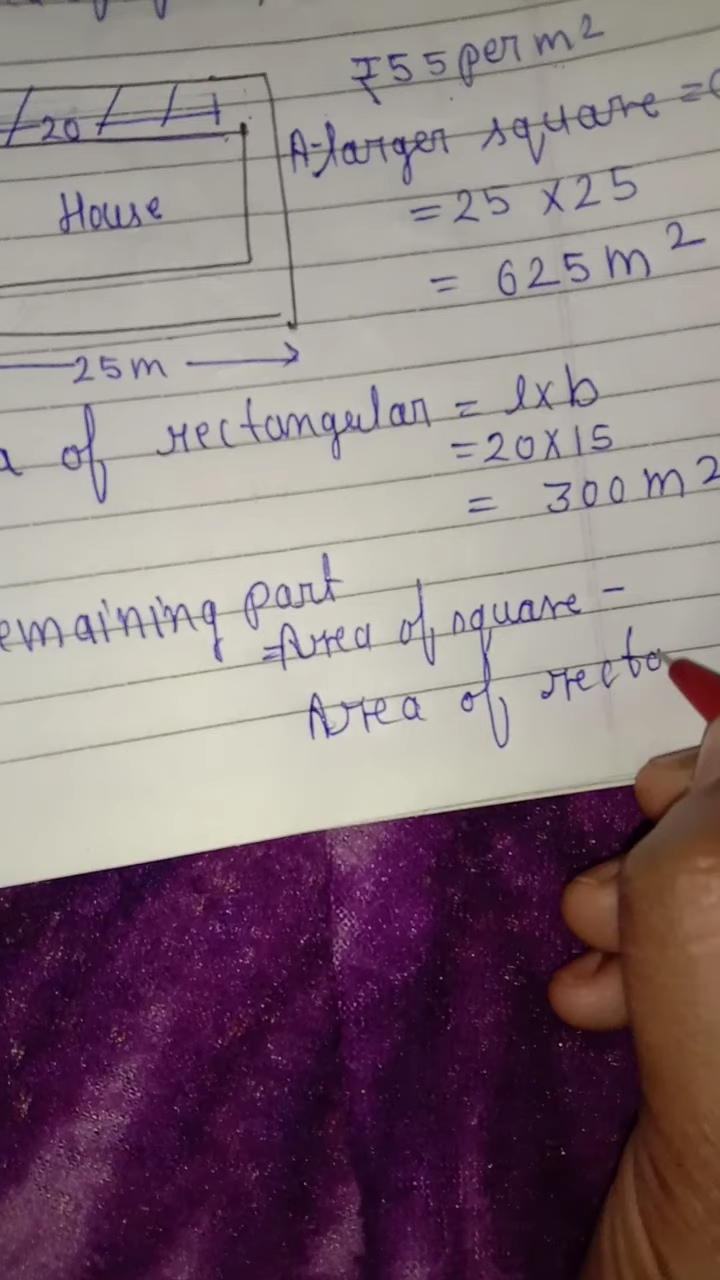 ₹55 per m²
20
A-larger square =
House
= 25 x 25
= 625 m²
25m
of rectangular = l x b
= 20 x 15
= 300 m²
emaining part
= Area of square -
Area of recta